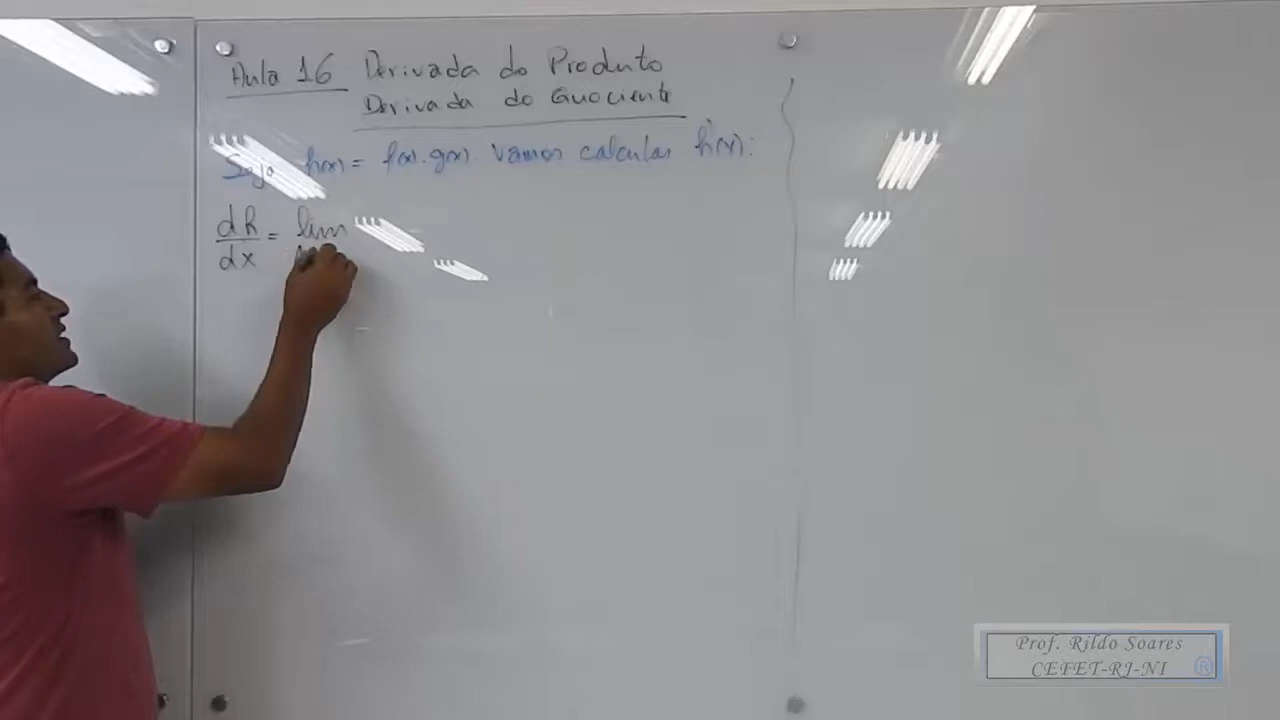 Aula 16 Derivada do Produto
Derivada do Quociente
Seja h(x) = f(x).g(x) vamos calcular h'(x):
dh/dx = lim
Prof. Rildo Soares
CEFET-RJ-NI ®